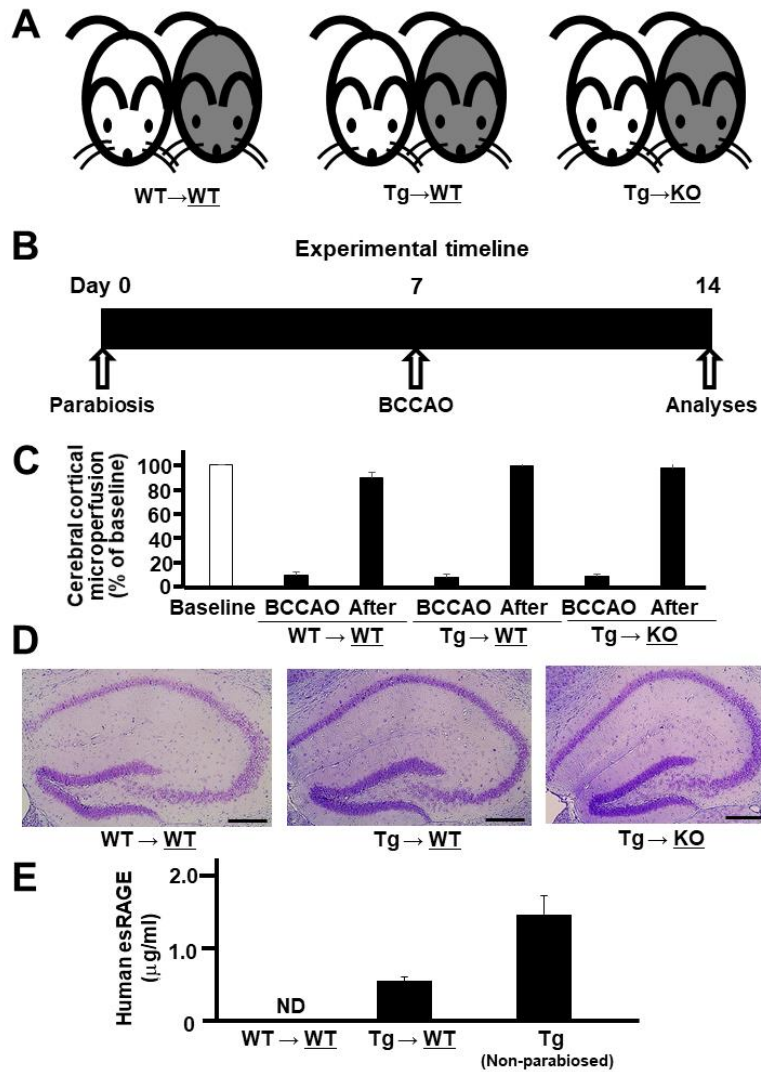 A
WT→WT
Tg→WT
Tg→KO
B
Experimental timeline
Day 0
7
14
Parabiosis
BCCAO
Analyses
C
Cerebral cortical
microperfusion
(% of baseline)
100
80
60
40
20
0
Baseline
BCCAO After
BCCAO After
BCCAO After
WT → WT
Tg → WT
Tg → KO
D
WT → WT
Tg → WT
Tg → KO
E
Human esRAGE
(μg/ml)
2.0
1.0
0
ND
WT → WT
Tg → WT
Tg
(Non-parabiosed)